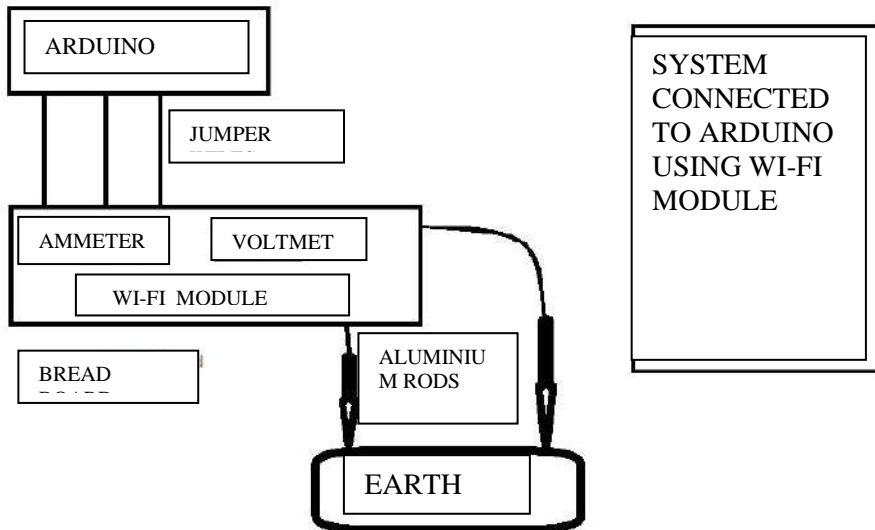 ARDUINO
JUMPER
SYSTEM
CONNECTED
TO ARDUINO
USING WI-FI
MODULE
AMMETER
VOLTMET
WI-FI MODULE
BREAD
ALUMINIU
M RODS
EARTH